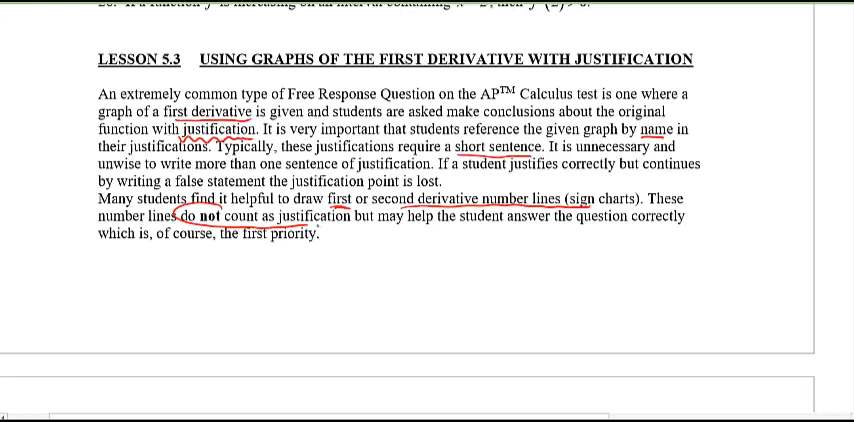 LESSON 5.3 USING GRAPHS OF THE FIRST DERIVATIVE WITH JUSTIFICATION
An extremely common type of Free Response Question on the AP™ Calculus test is one where a
graph of a first derivative is given and students are asked make conclusions about the original
function with justification. It is very important that students reference the given graph by name in
their justifications. Typically, these justifications require a short sentence. It is unnecessary and
unwise to write more than one sentence of justification. If a student justifies correctly but continues
by writing a false statement the justification point is lost.
Many students find it helpful to draw first or second derivative number lines (sign charts). These
number lines do not count as justification but may help the student answer the question correctly
which is, of course, the first priority.